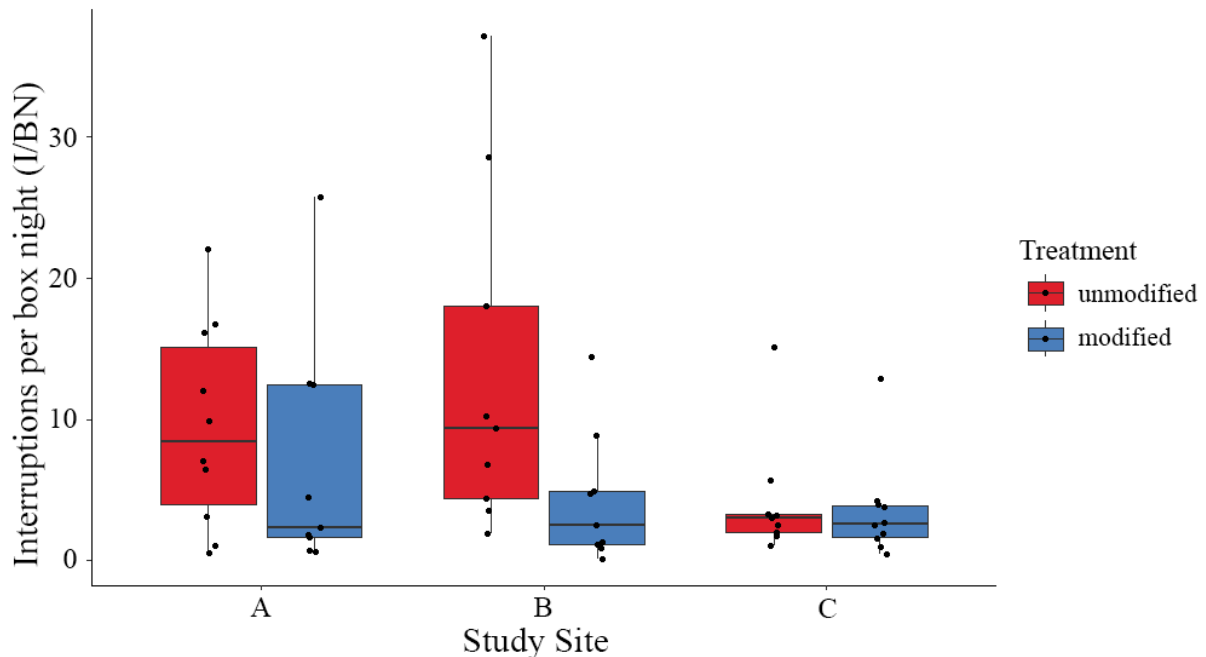 Interruptions per box night (I/BN)
30
20
10
0
A
B
C
Study Site
Treatment
unmodified
modified